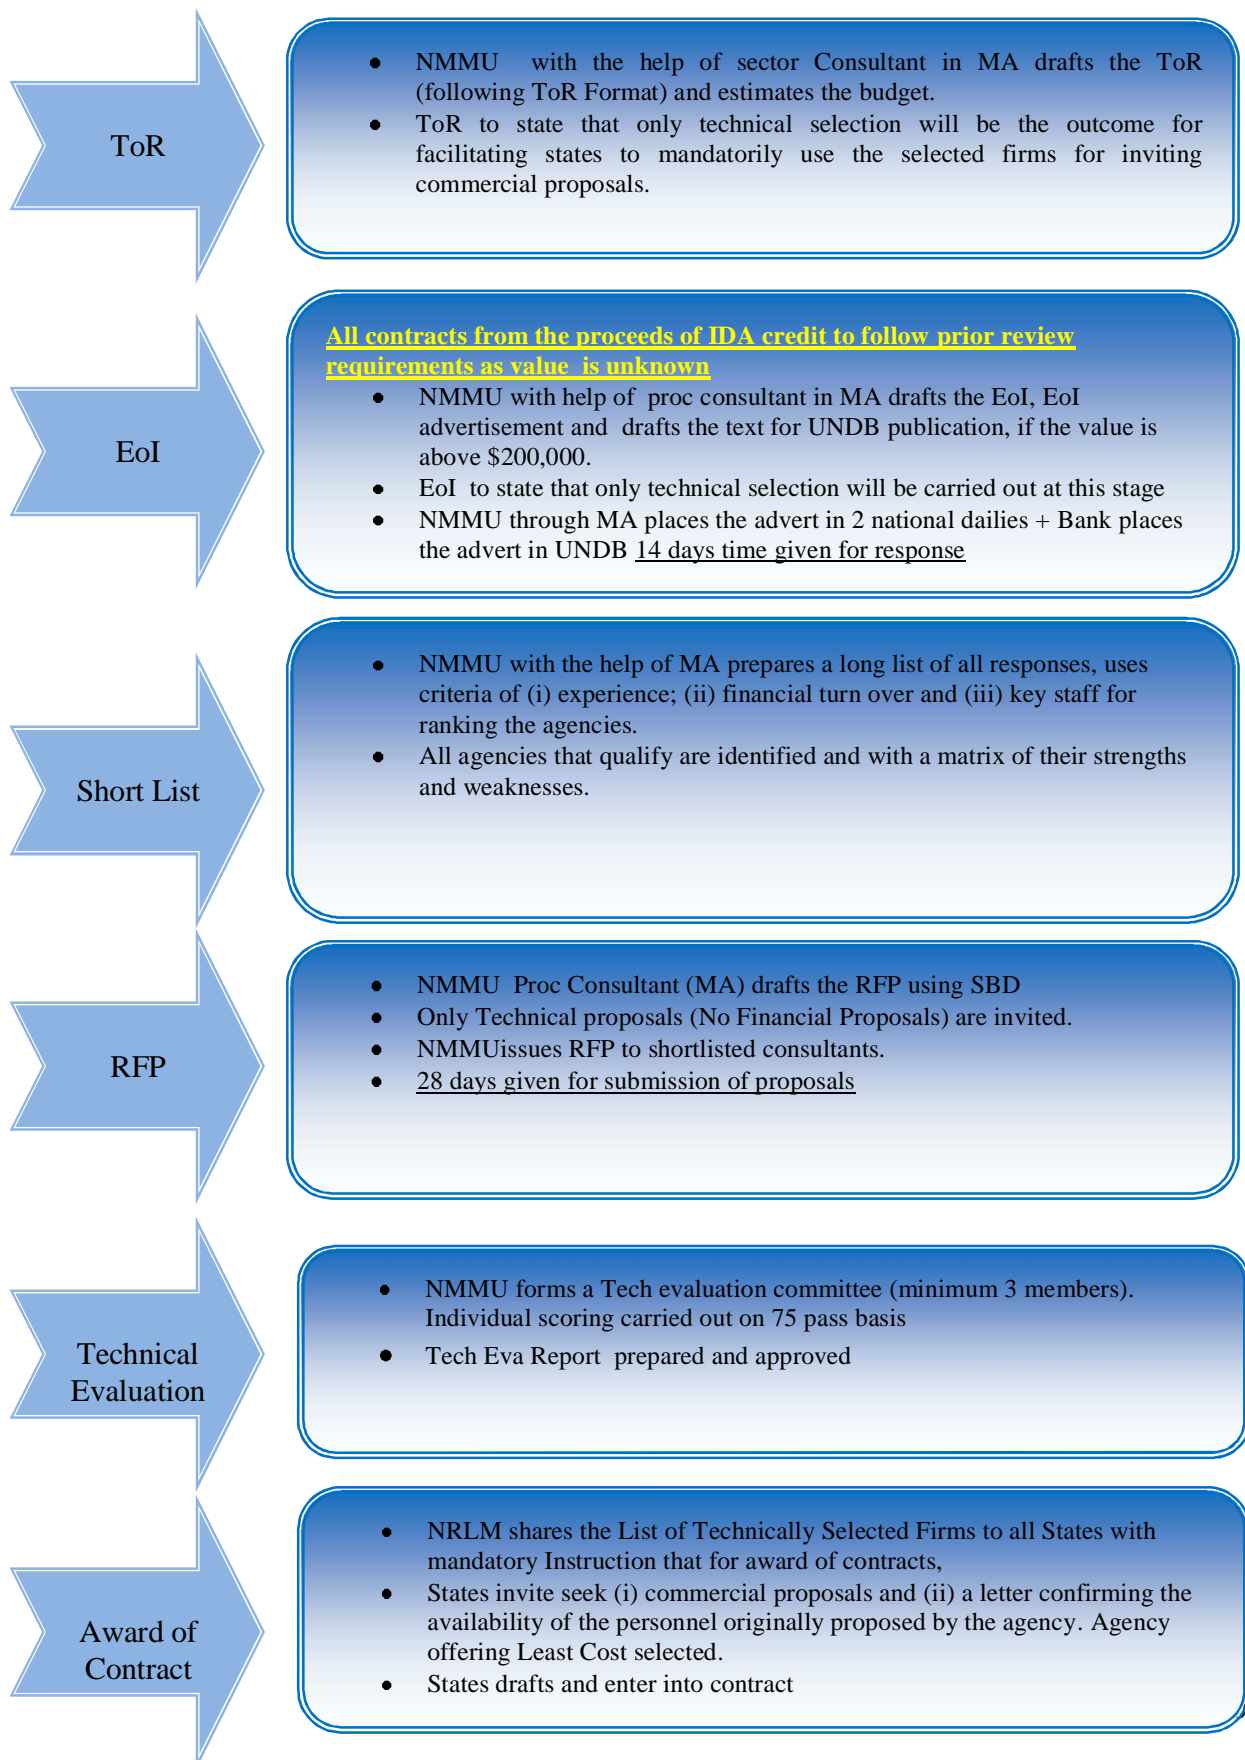 ToR
NMMU with the help of sector Consultant in MA drafts the ToR
(following ToR Format) and estimates the budget.
ToR to state that only technical selection will be the outcome for
facilitating states to mandatorily use the selected firms for inviting
commercial proposals.
EoI
All contracts from the proceeds of IDA credit to follow prior review
requirements as value is unknown
NMMU with help of proc consultant in MA drafts the EoI, EoI
advertisement and drafts the text for UNDB publication, if the value is
above $200,000.
EoI to state that only technical selection will be carried out at this stage
NMMU through MA places the advert in 2 national dailies + Bank places
the advert in UNDB 14 days time given for response
Short List
NMMU with the help of MA prepares a long list of all responses, uses
criteria of (i) experience; (ii) financial turn over and (iii) key staff for
ranking the agencies.
All agencies that qualify are identified and with a matrix of their strengths
and weaknesses.
RFP
NMMU Proc Consultant (MA) drafts the RFP using SBD
Only Technical proposals (No Financial Proposals) are invited.
NMMUissues RFP to shortlisted consultants.
28 days given for submission of proposals
Technical
Evaluation
NMMU forms a Tech evaluation committee (minimum 3 members).
Individual scoring carried out on 75 pass basis
Tech Eva Report prepared and approved
Award of
Contract
NRLM shares the List of Technically Selected Firms to all States with
mandatory Instruction that for award of contracts,
States invite seek (i) commercial proposals and (ii) a letter confirming the
availability of the personnel originally proposed by the agency. Agency
offering Least Cost selected.
States drafts and enter into contract